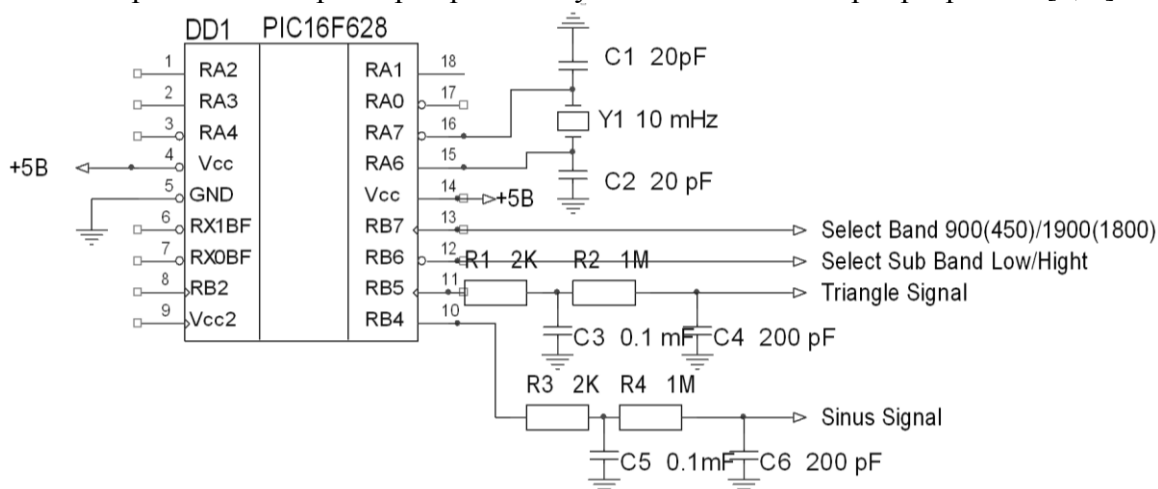 DD1 PIC16F628
1 RA2
2 RA3
3 RA4
4 Vcc
5 GND
6 RX1BF
7 RX0BF
8 RB2
9 Vcc2
+5B
RA1 18
RA0 17
RA7 16
RA6 15
Vcc 14
+5B
RB7 13
RB6 12
RB5 11
RB4 10
C1 20pF
Y1 10 mHz
C2 20 pF
Select Band 900(450)/1900(1800)
Select Sub Band Low/Hight
R1 2K R2 1M
Triangle Signal
C3 0.1 mF C4 200 pF
R3 2K R4 1M
Sinus Signal
C5 0.1mF C6 200 pF